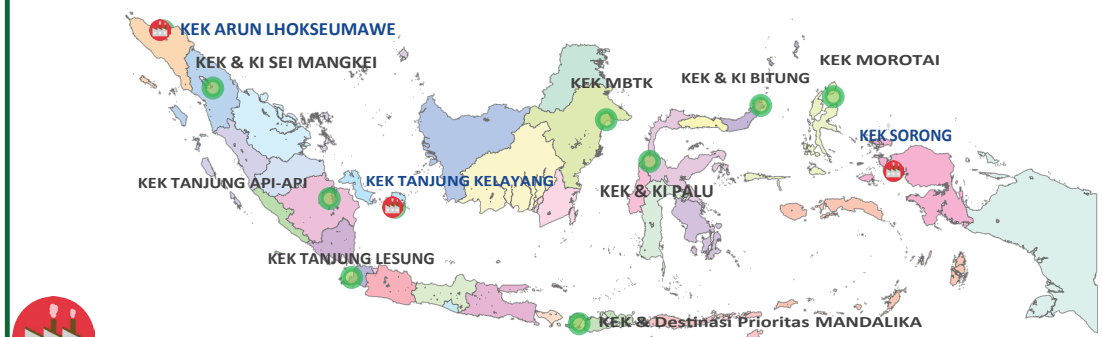 KEK ARUN LHOKSEUMAWE
KEK & KI SEI MANGKEI
KEK MBTK
KEK & KI BITUNG
KEK MOROTAI
KEK SORONG
KEK TANJUNG API-API
KEK TANJUNG KELAYANG
KEK & KI PALU
KEK TANJUNG LESUNG
KEK & Destinasi Prioritas MANDALIKA